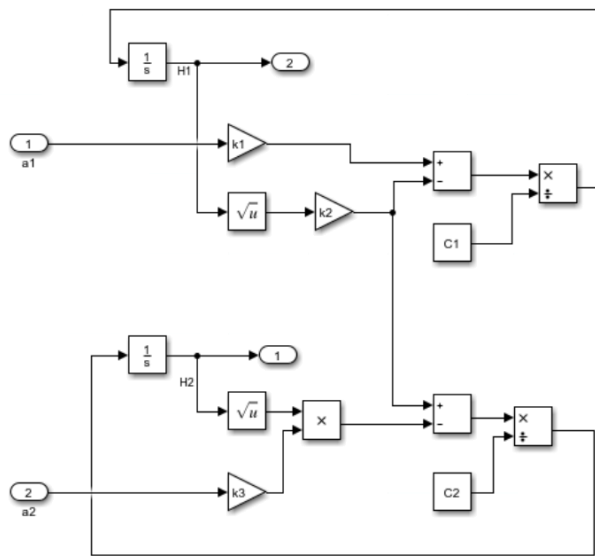 1
s
H1
2
1
a1
k1
+
−
×
÷
√u
k2
C1
1
s
H2
1
√u
×
+
−
×
÷
2
a2
k3
C2